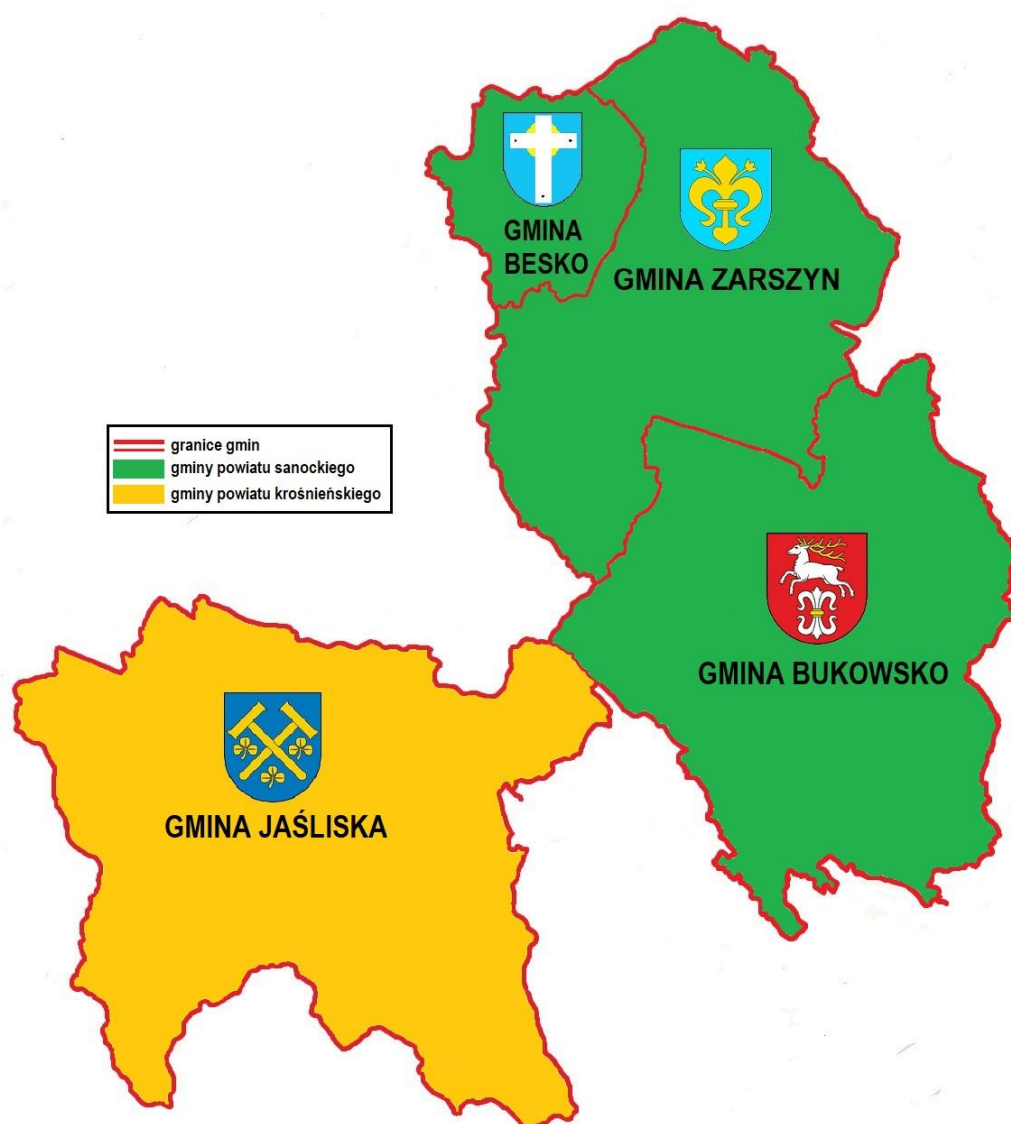 GMINA
BESKO
GMINA ZARSZYN
granice gmin
gminy powiatu sanockiego
gminy powiatu krośnieńskiego
GMINA BUKOWSKO
GMINA JAŚLISKA